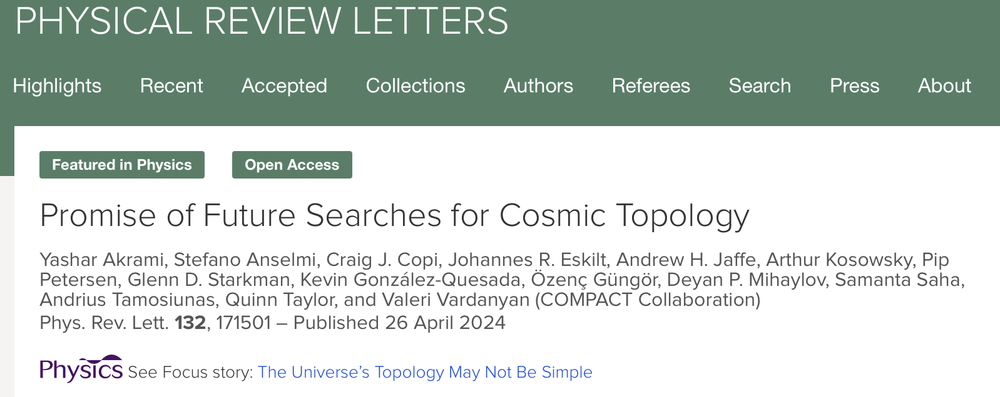 PHYSICAL REVIEW LETTERS
Highlights Recent Accepted Collections Authors Referees Search Press About
Featured in Physics Open Access
Promise of Future Searches for Cosmic Topology
Yashar Akrami, Stefano Anselmi, Craig J. Copi, Johannes R. Eskilt, Andrew H. Jaffe, Arthur Kosowsky, Pip
Petersen, Glenn D. Starkman, Kevin González-Quesada, Özenç Güngör, Deyan P. Mihaylov, Samanta Saha,
Andrius Tamosiunas, Quinn Taylor, and Valeri Vardanyan (COMPACT Collaboration)
Phys. Rev. Lett. 132, 171501 – Published 26 April 2024
Physics See Focus story: The Universe’s Topology May Not Be Simple